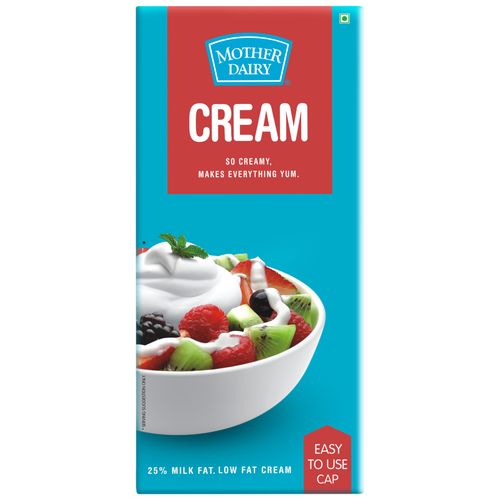 MOTHER
DAIRY
CREAM
SO CREAMY,
MAKES EVERYTHING YUM.
25% MILK FAT. LOW FAT CREAM
EASY
TO USE
CAP